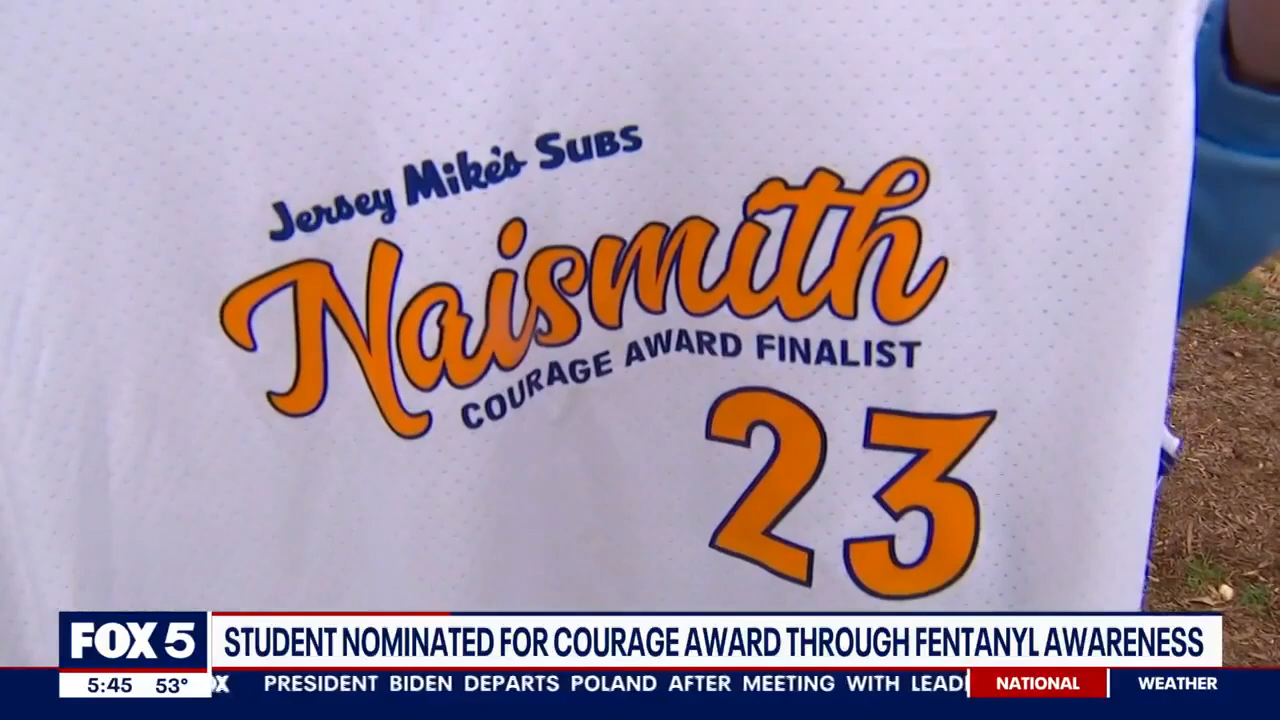 Jersey Mike's Subs
Naismith
COURAGE AWARD FINALIST
23
FOX 5
STUDENT NOMINATED FOR COURAGE AWARD THROUGH FENTANYL AWARENESS
5:45 53°
PRESIDENT BIDEN DEPARTS POLAND AFTER MEETING WITH
NATIONAL
WEATHER